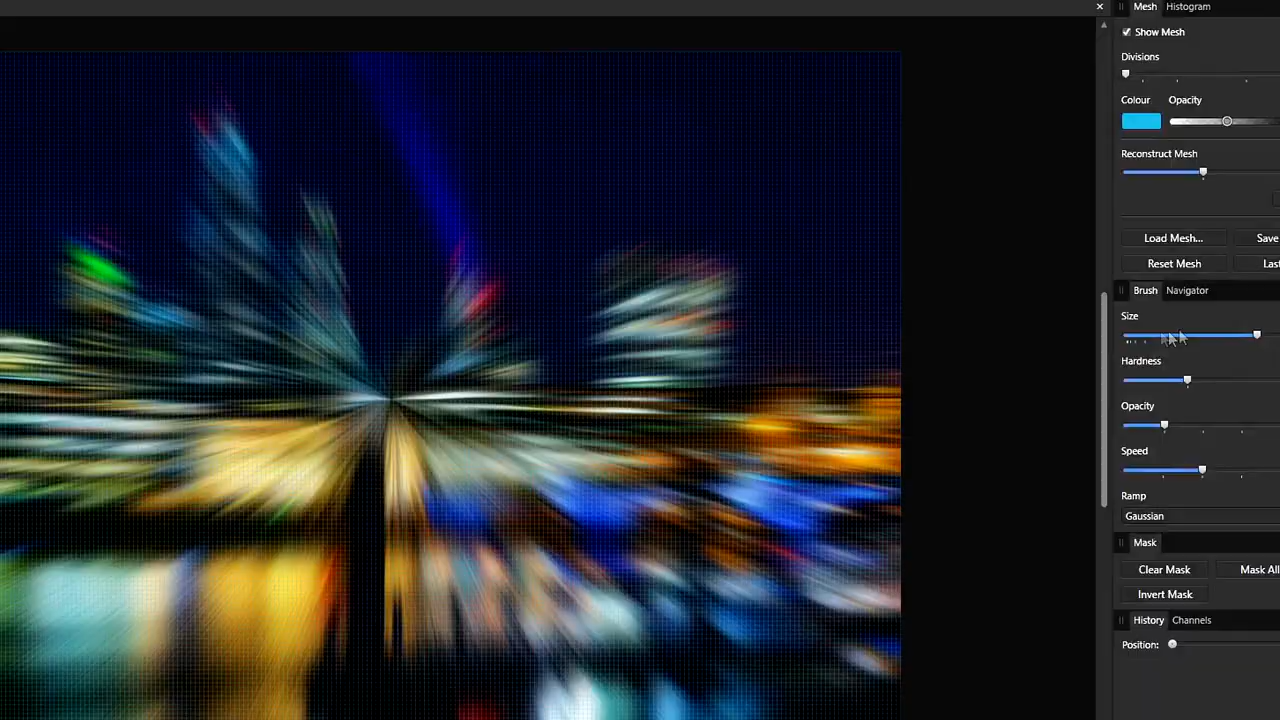 Mesh Histogram
Show Mesh
Divisions
Colour Opacity
Reconstruct Mesh
Load Mesh... Save
Reset Mesh Las
Brush Navigator
Size
Hardness
Opacity
Speed
Ramp
Gaussian
Mask
Clear Mask Mask All
Invert Mask
History Channels
Position: